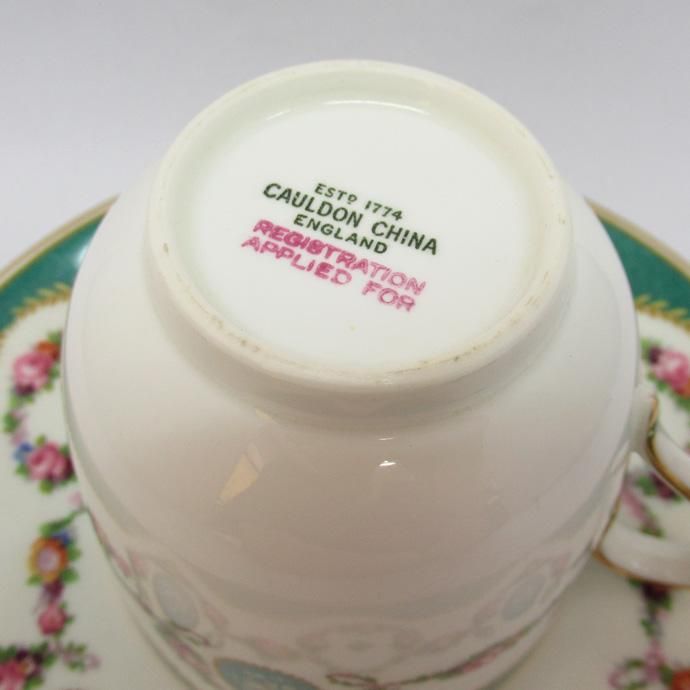 ESTD 1774
CAULDON CHINA
ENGLAND
REGISTRATION
APPLIED FOR